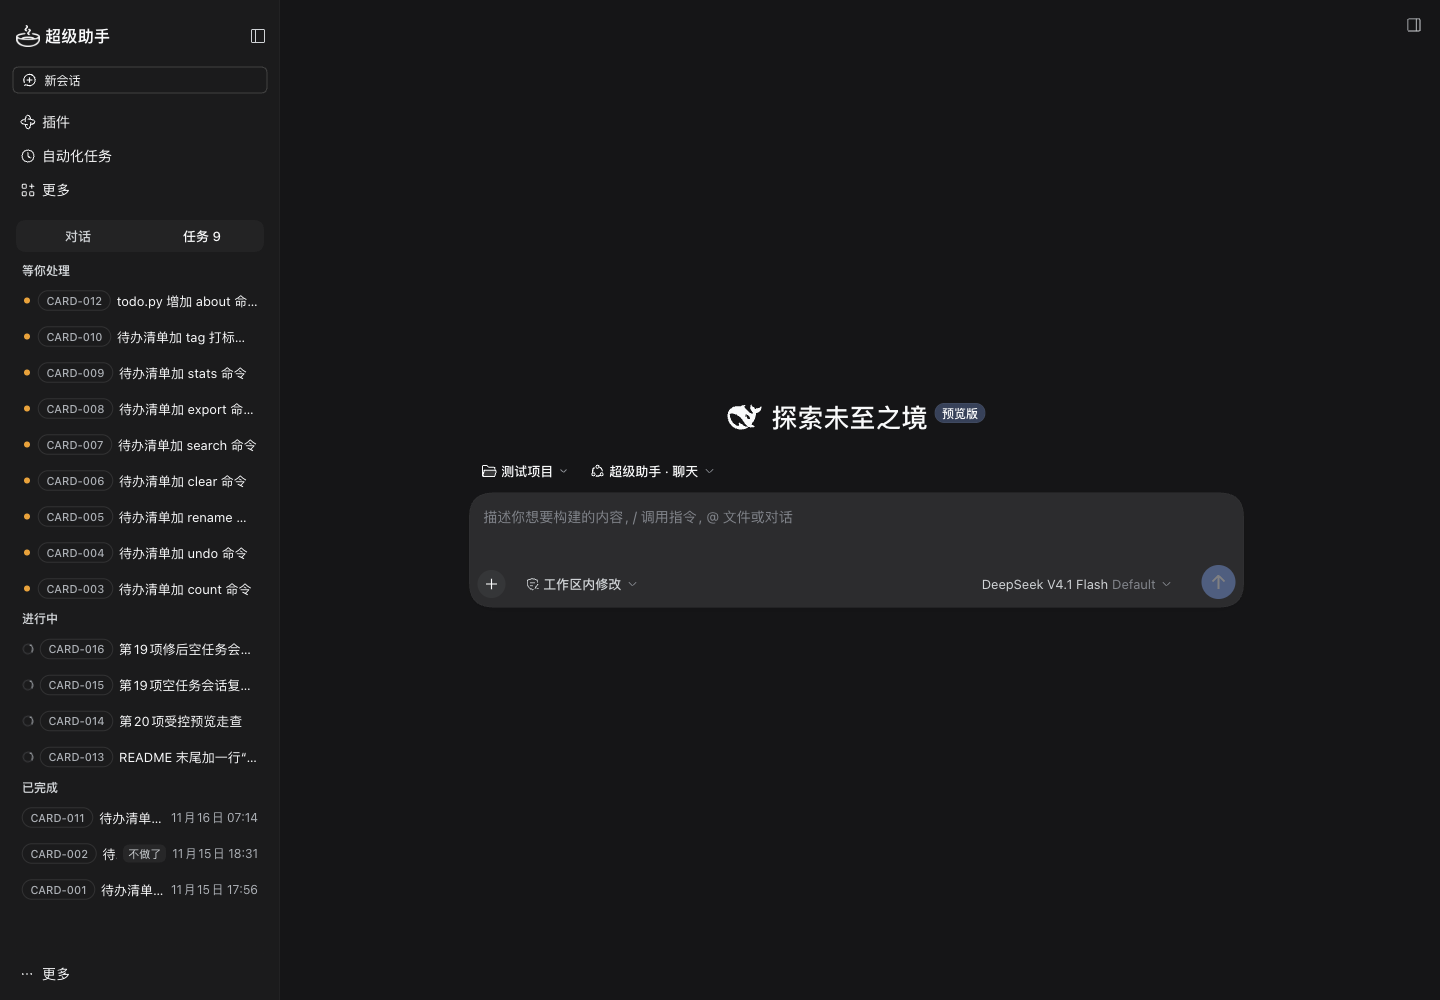 超级助手
新会话
插件
自动化任务
更多
对话
任务 9
等你处理
CARD-012 todo.py 增加 about 命...
CARD-010 待办清单加 tag 打标...
CARD-009 待办清单加 stats 命令
CARD-008 待办清单加 export 命...
CARD-007 待办清单加 search 命令
CARD-006 待办清单加 clear 命令
CARD-005 待办清单加 rename ...
CARD-004 待办清单加 undo 命令
CARD-003 待办清单加 count 命令
进行中
CARD-016 第19项修后空任务会...
CARD-015 第19项空任务会话复...
CARD-014 第20项受控预览走查
CARD-013 README 末尾加一行“...
已完成
CARD-011 待办清单... 11月16日 07:14
CARD-002 待 不做了 11月15日 18:31
CARD-001 待办清单... 11月15日 17:56
... 更多
探索未至之境 预览版
测试项目
超级助手 · 聊天
描述你想要构建的内容, / 调用指令, @ 文件或对话
工作区内修改
DeepSeek V4.1 Flash Default